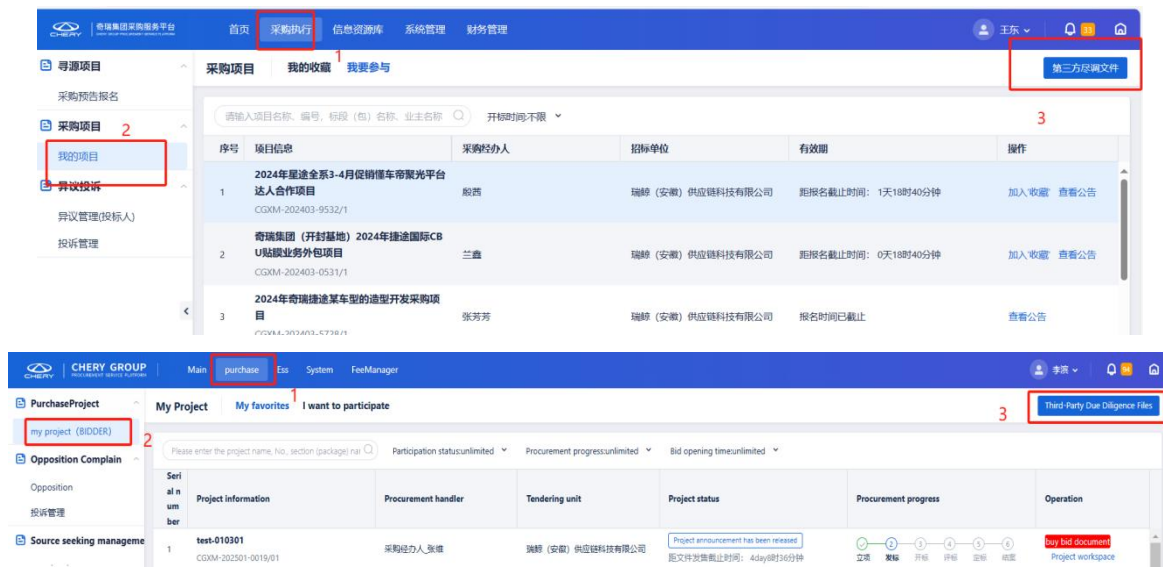 CHERY 奇瑞集团采购服务平台 首页 采购执行 信息资源库 系统管理 财务管理 王东 33
1
寻源项目 采购项目 我的收藏 我要参与 第三方尽调文件
采购预告报名
采购项目 2 请输入项目名称、编号、标段（包）名称、业主名称 开标时间:不限 3
我的项目 序号 项目信息 采购经办人 招标单位 有效期 操作
异议投诉
异议管理(投标人)
投诉管理
1 2024年星途全系3-4月促销懂车帝聚光平台
达人合作项目 殷茜 瑞鲸（安徽）供应链科技有限公司 距报名截止时间： 1天18时40分钟 加入'收藏' 查看公告
CGXM-202403-9532/1
奇瑞集团（开封基地）2024年捷途国际CB
2 U贴膜业务外包项目 兰鑫 瑞鲸（安徽）供应链科技有限公司 距报名截止时间： 0天18时40分钟 加入'收藏' 查看公告
CGXM-202403-0531/1
2024年奇瑞捷途某车型的造型开发采购项
3 目 张芳芳 瑞鲸（安徽）供应链科技有限公司 报名时间已截止 查看公告
CGXM-202403-5728/1
CHERY CHERY GROUP Main purchase Ess System FeeManager 李宸 94
PROCUREMENT SERVICE PLATFORM
1
PurchaseProject My Project My favorites I want to participate 3 Third-Party Due Diligence Files
my project（BIDDER） 2
Please enter the project name, No., section (package) nai Participation status:unlimited Procurement progress:unlimited Bid opening time:unlimited
Opposition Complain
Opposition
投诉管理
Source seeking manageme
Seri
al n
um
ber Project information Procurement handler Tendering unit Project status Procurement progress Operation
test-010301 Project announcement has been released 2 3 4 5 6 buy bid document
1 采购经办人_张维 瑞鲸（安徽）供应链科技有限公司
CGXM-202501-0019/01 距文件发售截止时间： 4day8时36分钟 立项 发标 开标 评标 定标 结案 Project workspace